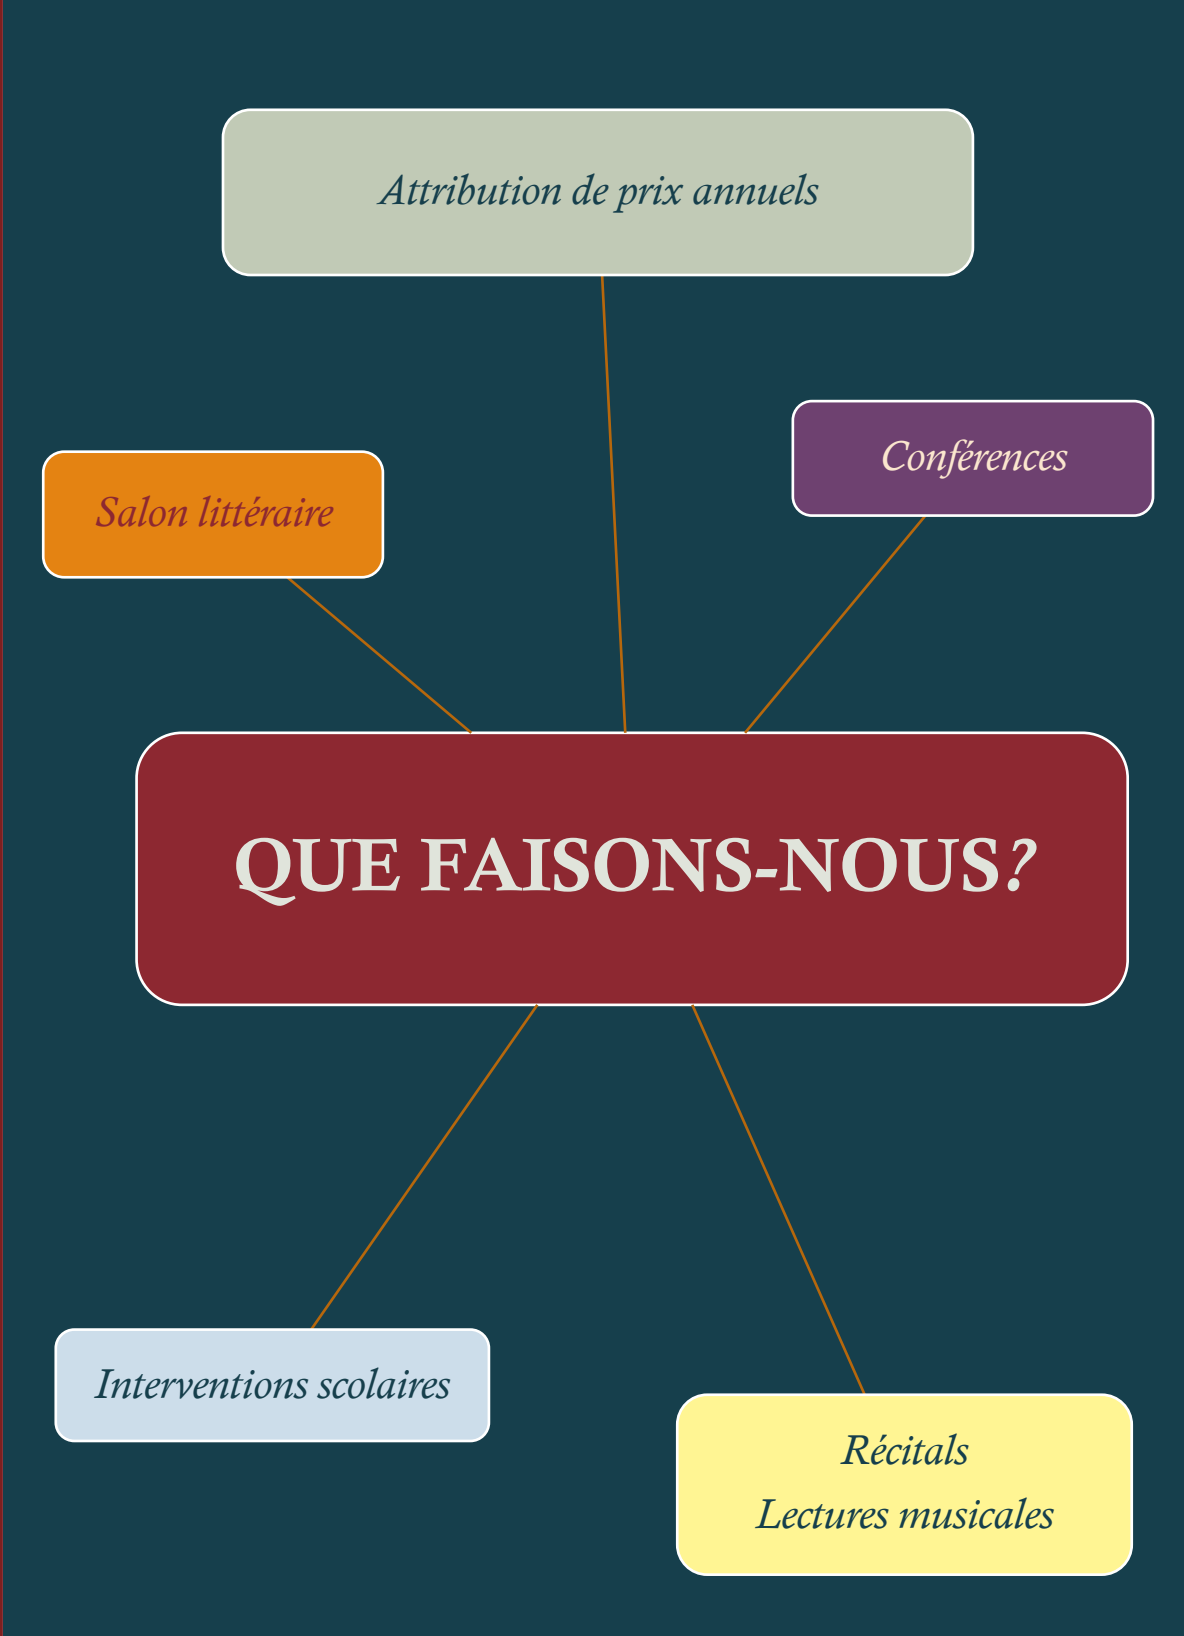 Attribution de prix annuels
Conférences
Salon littéraire
QUE FAISONS-NOUS?
Interventions scolaires
Récitals
Lectures musicales